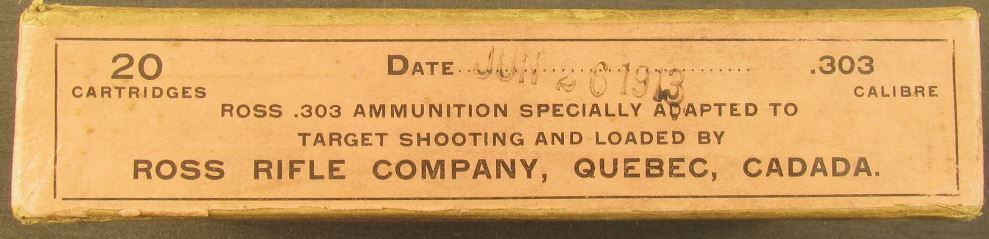 20 DATE JUN 26 1913 .303
CARTRIDGES CALIBRE
ROSS .303 AMMUNITION SPECIALLY ADAPTED TO
TARGET SHOOTING AND LOADED BY
ROSS RIFLE COMPANY, QUEBEC, CADADA.